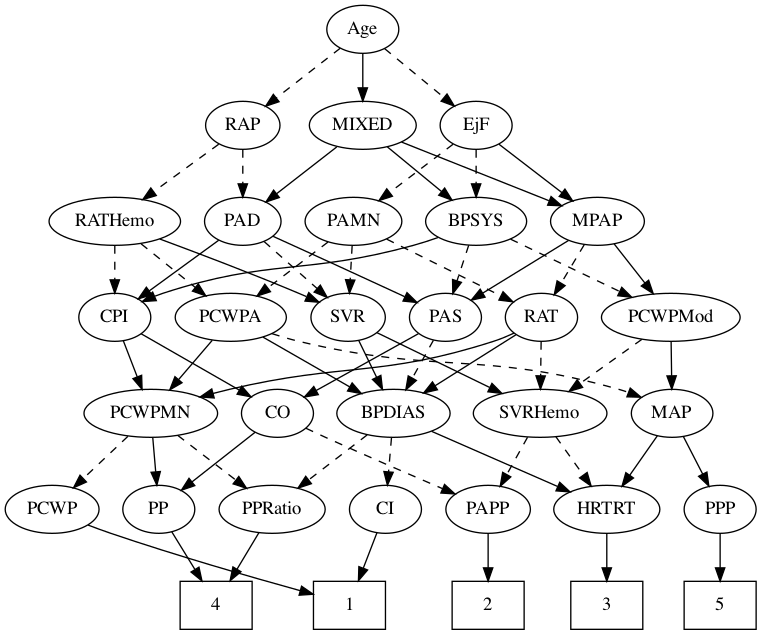 Age
RAP MIXED EjF
RATHemo PAD PAMN BPSYS MPAP
CPI PCWPA SVR PAS RAT PCWPMod
PCWPMN CO BPDIAS SVRHemo MAP
PCWP PP PPRatio CI PAPP HRTRT PPP
4 1 2 3 5